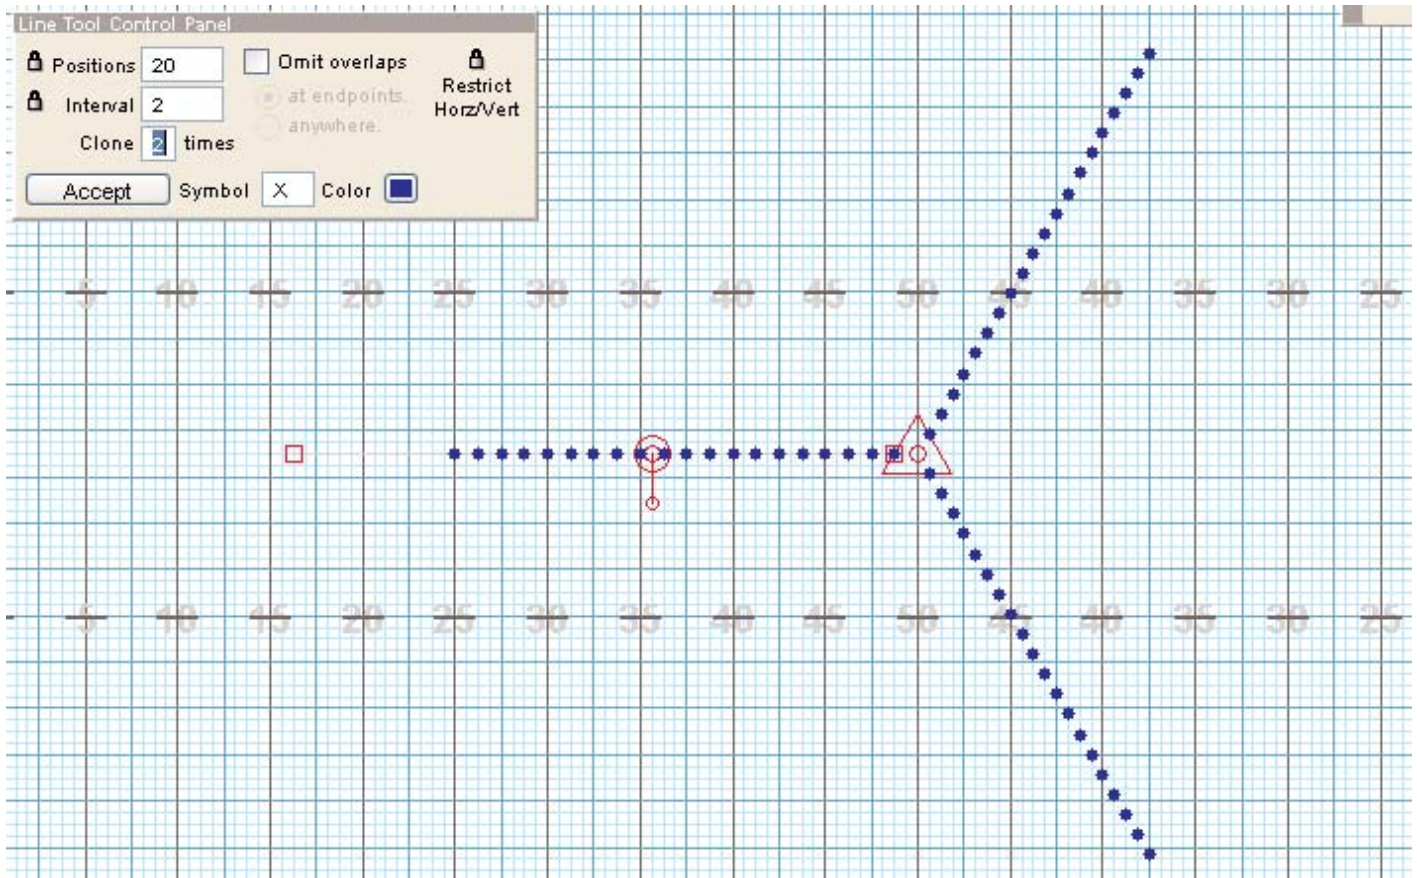 Line Tool Control Panel
Positions 20
Omit overlaps
Restrict
Horz/Vert
Interval 2
at endpoints.
anywhere.
Clone 2 times
Accept Symbol X Color
5 10 15 20 25 30 35 40 45 50 45 40 35 30 25
5 10 15 20 25 30 35 40 45 50 45 40 35 30 25